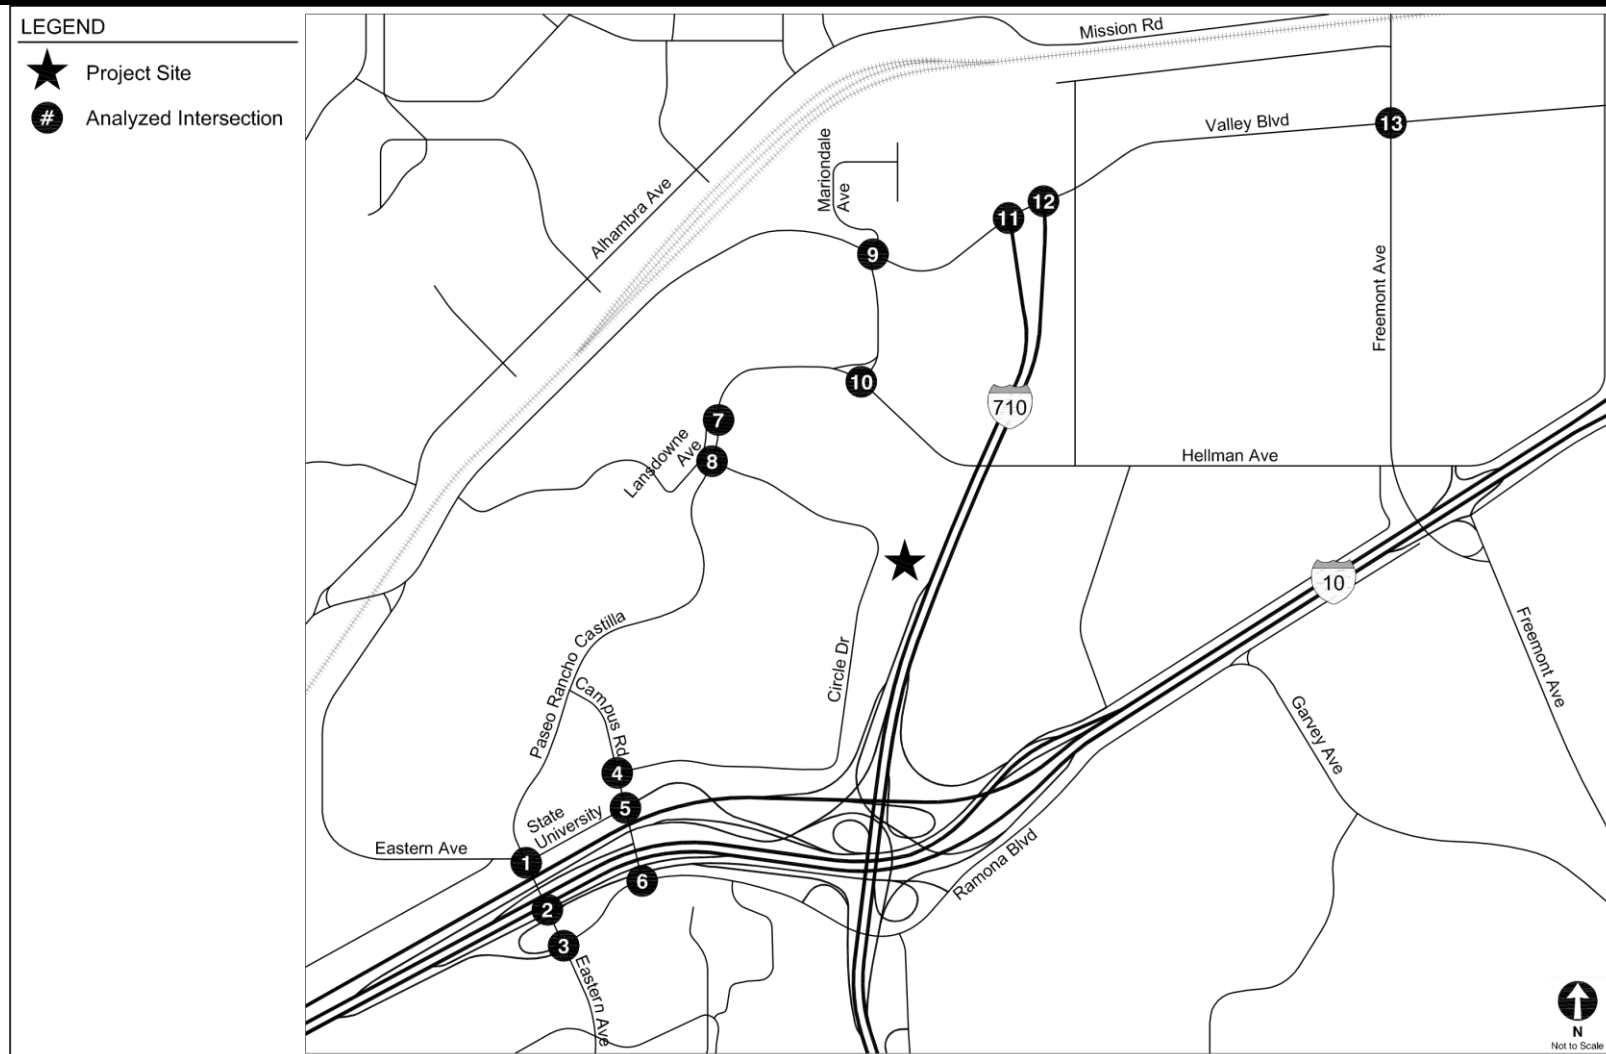 LEGEND
Project Site
# Analyzed Intersection
Mission Rd
Valley Blvd
13
Mariondale
Ave
Alhambra Ave
12
11
9
Freemont Ave
10
710
7
Lansdowne
Ave
8
Hellman Ave
10
Paseo Rancho Castilla
Circle Dr
Freemont Ave
Campus Rd
Garvey Ave
4
5
State
University
Eastern Ave
1
6
Ramona Blvd
2
3
Eastern Ave
N
Not to Scale